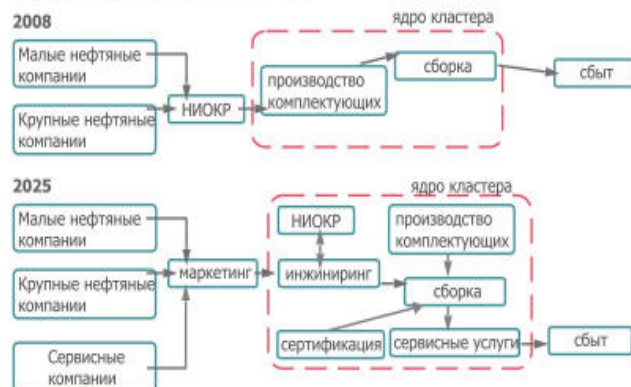 2008
ядро кластера
Малые нефтяные
компании
сборка
сбыт
производство
комплектующих
НИОКР
Крупные нефтяные
компании
2025
ядро кластера
Малые нефтяные
компании
НИОКР
производство
комплектующих
маркетинг
инжиниринг
Крупные нефтяные
компании
сборка
Сервисные
компании
сертификация
сервисные услуги
сбыт